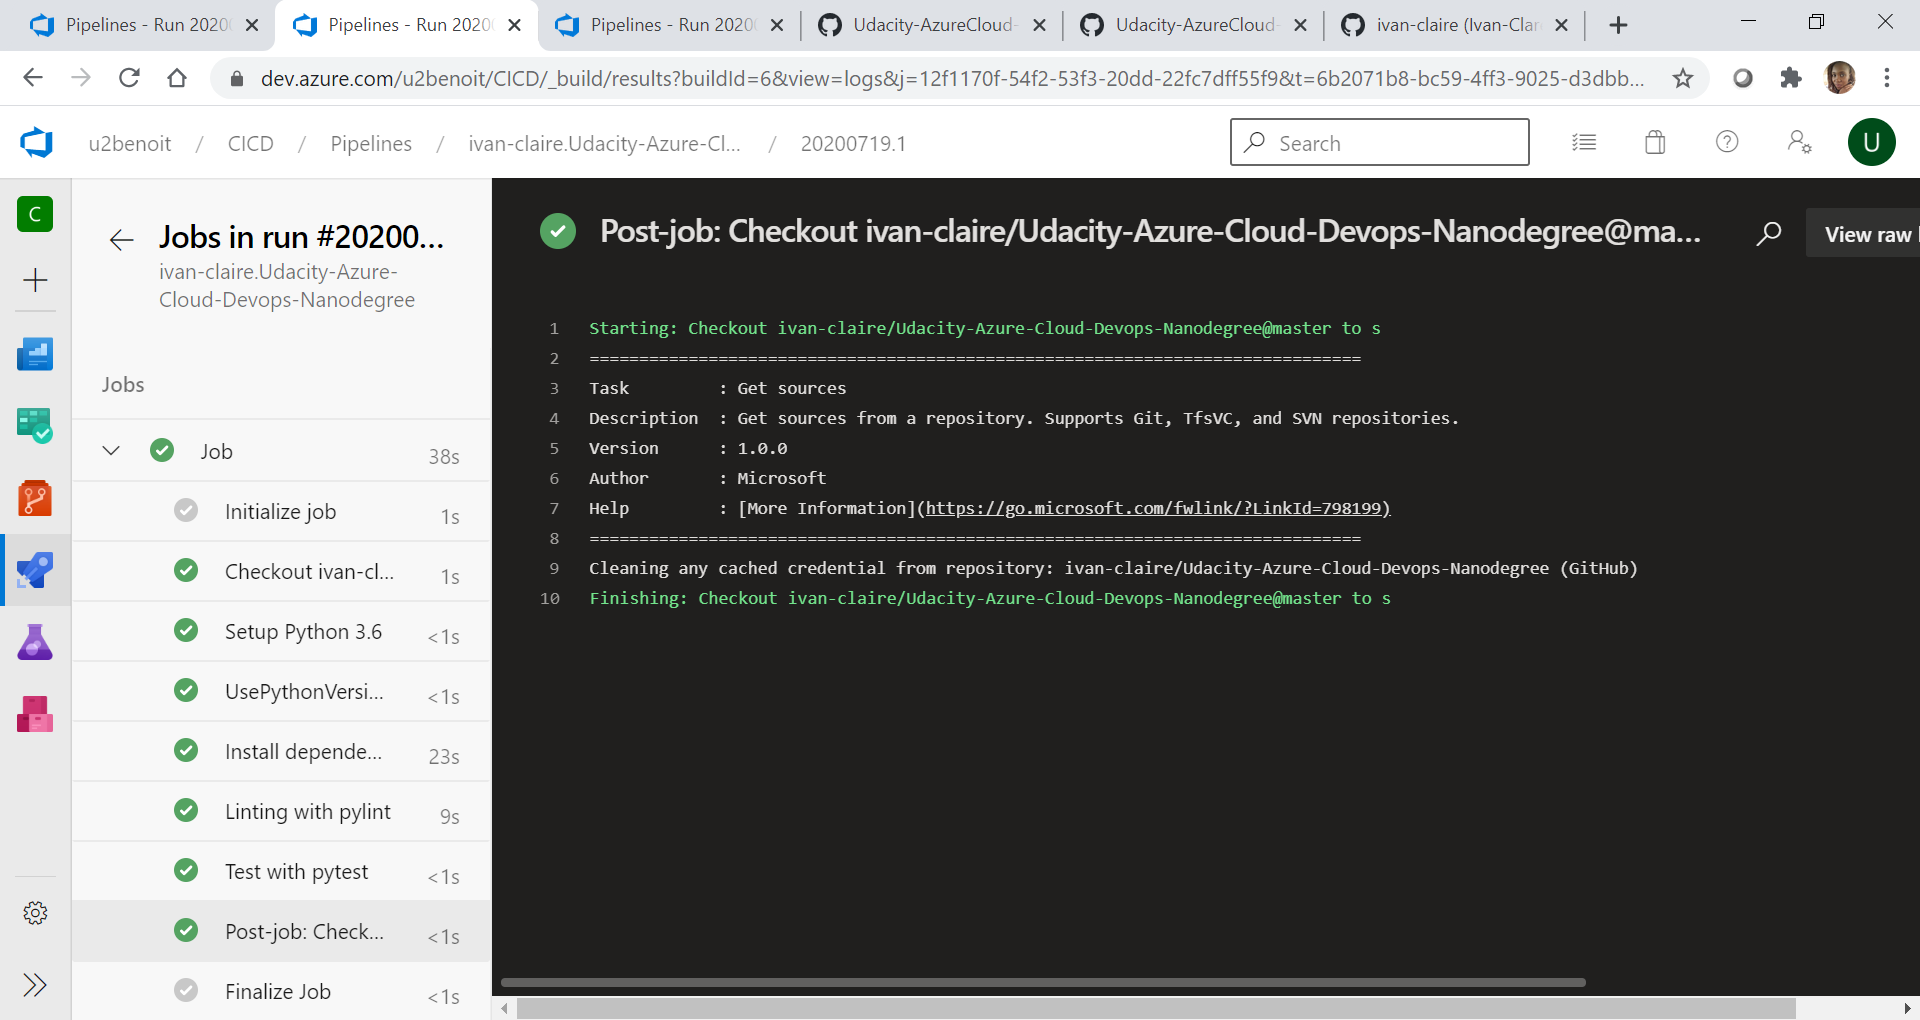 Pipelines - Run 2020
Pipelines - Run 2020
Pipelines - Run 2020
Udacity-AzureCloud-
Udacity-AzureCloud-
ivan-claire (Ivan-Clar
dev.azure.com/u2benoit/CICD/_build/results?buildId=6&view=logs&j=12f1170f-54f2-53f3-20dd-22fc7dff55f9&t=6b2071b8-bc59-4ff3-9025-d3dbb...
u2benoit / CICD / Pipelines / ivan-claire.Udacity-Azure-Cl... / 20200719.1
Search
U
C
Jobs in run #20200...
ivan-claire.Udacity-Azure-
Cloud-Devops-Nanodegree
Jobs
Job 38s
Initialize job 1s
Checkout ivan-cl... 1s
Setup Python 3.6 <1s
UsePythonVersi... <1s
Install depende... 23s
Linting with pylint 9s
Test with pytest <1s
Post-job: Check... <1s
Finalize Job <1s
Post-job: Checkout ivan-claire/Udacity-Azure-Cloud-Devops-Nanodegree@ma...
View raw
1 Starting: Checkout ivan-claire/Udacity-Azure-Cloud-Devops-Nanodegree@master to s
2 ==============================================================================
3 Task : Get sources
4 Description : Get sources from a repository. Supports Git, TfsVC, and SVN repositories.
5 Version : 1.0.0
6 Author : Microsoft
7 Help : [More Information](https://go.microsoft.com/fwlink/?LinkId=798199)
8 ==============================================================================
9 Cleaning any cached credential from repository: ivan-claire/Udacity-Azure-Cloud-Devops-Nanodegree (GitHub)
10 Finishing: Checkout ivan-claire/Udacity-Azure-Cloud-Devops-Nanodegree@master to s